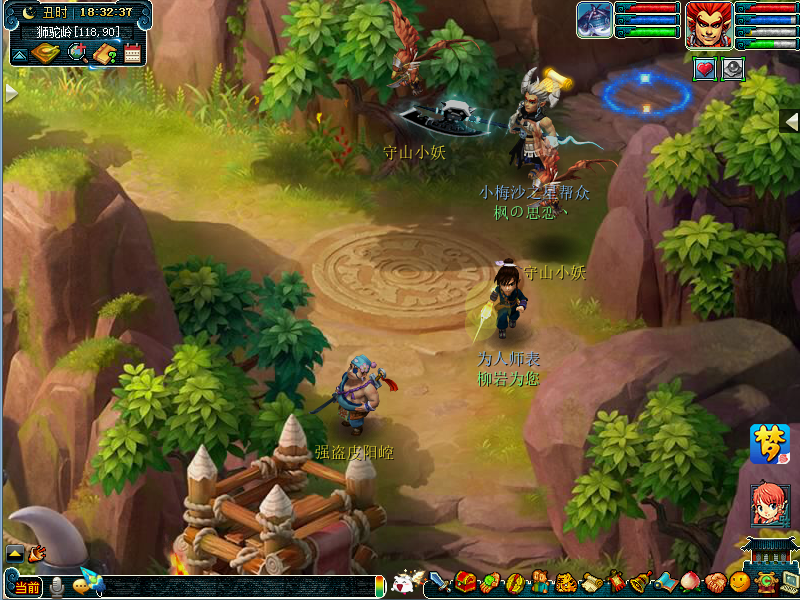 丑时 18:32:37
狮驼岭[118,90]
守山小妖
小梅沙之星帮众
枫の思恋丶
守山小妖
为人师表
柳岩为您
强盗皮阳崆
梦
当前